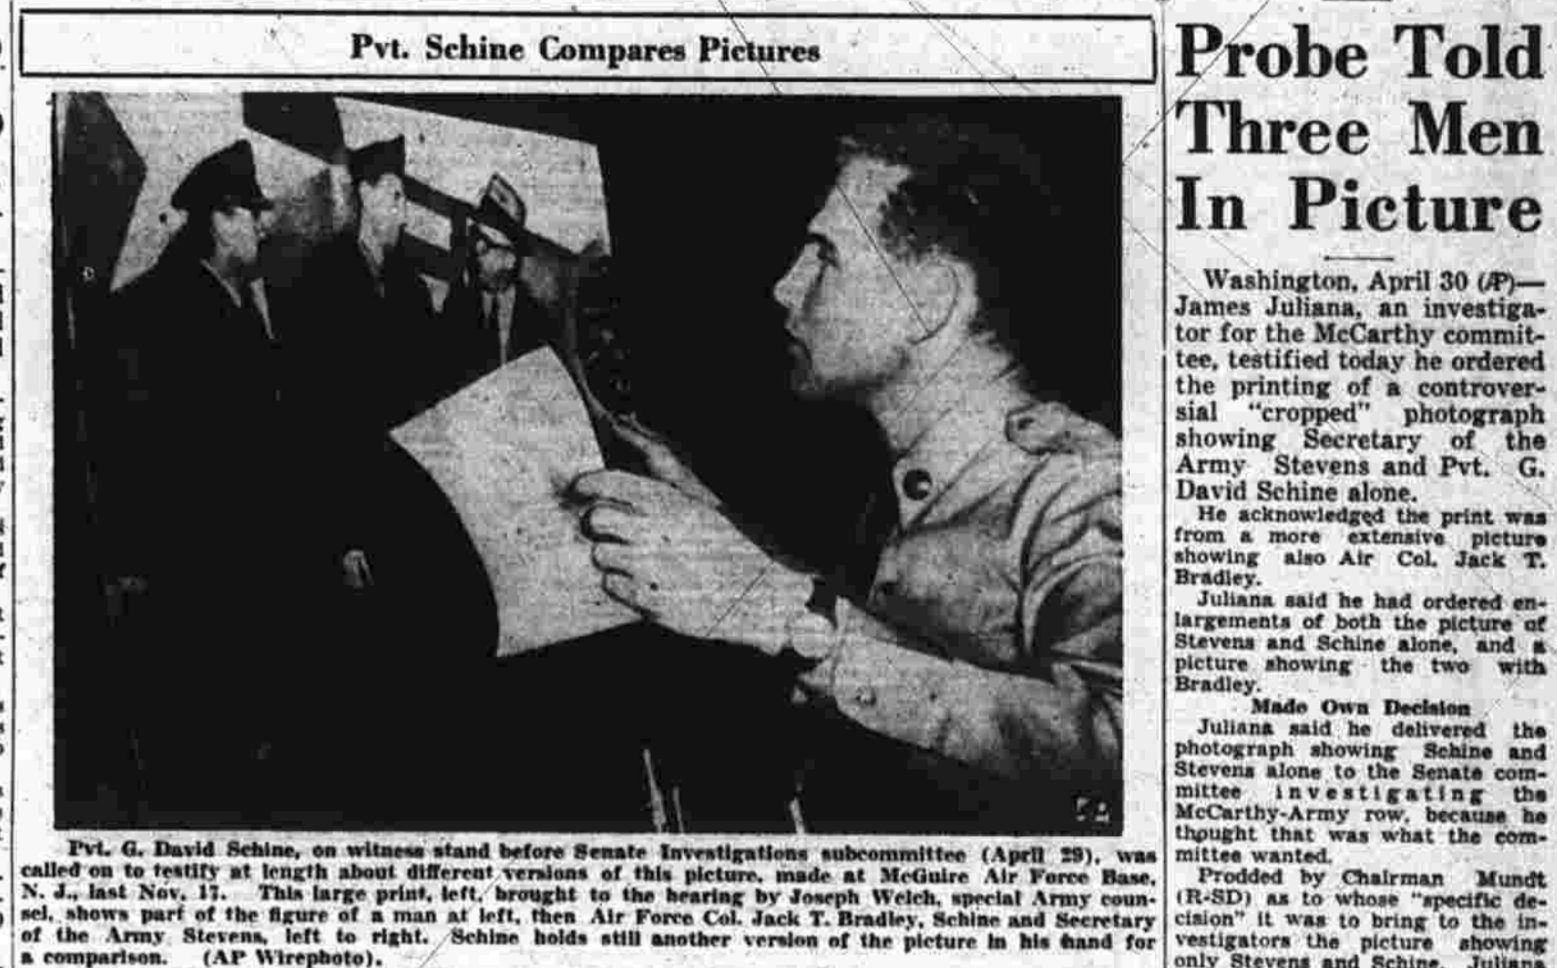 Pvt. Schine Compares Pictures
Pvt. G. David Schine, on witness stand before Senate Investigations subcommittee (April 29), was
called on to testify at length about different versions of this picture, made at McGuire Air Force Base,
N. J., last Nov. 17. This large print, left, brought to the hearing by Joseph Welch, special Army coun-
sel, shows part of the figure of a man at left, then Air Force Col. Jack T. Bradley, Schine and Secretary
of the Army Stevens, left to right. Schine holds still another version of the picture in his hand for
a comparison. (AP Wirephoto).
Probe Told
Three Men
In Picture
Washington, April 30 (AP)—
James Juliana, an investiga-
tor for the McCarthy commit-
tee, testified today he ordered
the printing of a controver-
sial "cropped" photograph
showing Secretary of the
Army Stevens and Pvt. G.
David Schine alone.
He acknowledged the print was
from a more extensive picture
showing also Air Col. Jack T.
Bradley.
Juliana said he had ordered en-
largements of both the picture of
Stevens and Schine alone, and a
picture showing the two with
Bradley.
Made Own Decision
Juliana said he delivered the
photograph showing Schine and
Stevens alone to the Senate com-
mittee investigating the
McCarthy-Army row, because he
thought that was what the com-
mittee wanted.
Prodded by Chairman Mundt
(R-SD) as to whose "specific de-
cision" it was to bring to the in-
vestigators the picture showing
only Stevens and Schine, Juliana